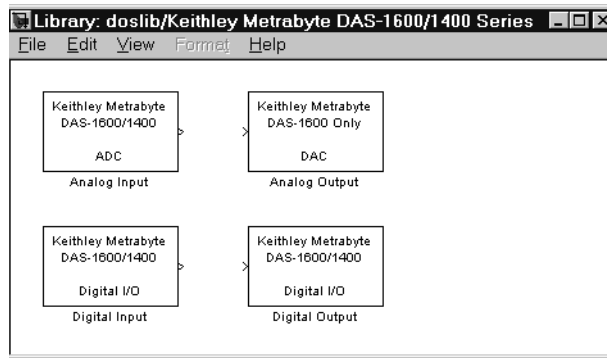 Library: doslib/Keithley Metrabyte DAS-1600/1400 Series
File Edit View Format Help
Keithley Metrabyte
DAS-1600/1400
ADC
Analog Input
Keithley Metrabyte
DAS-1600 Only
DAC
Analog Output
Keithley Metrabyte
DAS-1600/1400
Digital I/O
Digital Input
Keithley Metrabyte
DAS-1600/1400
Digital I/O
Digital Output